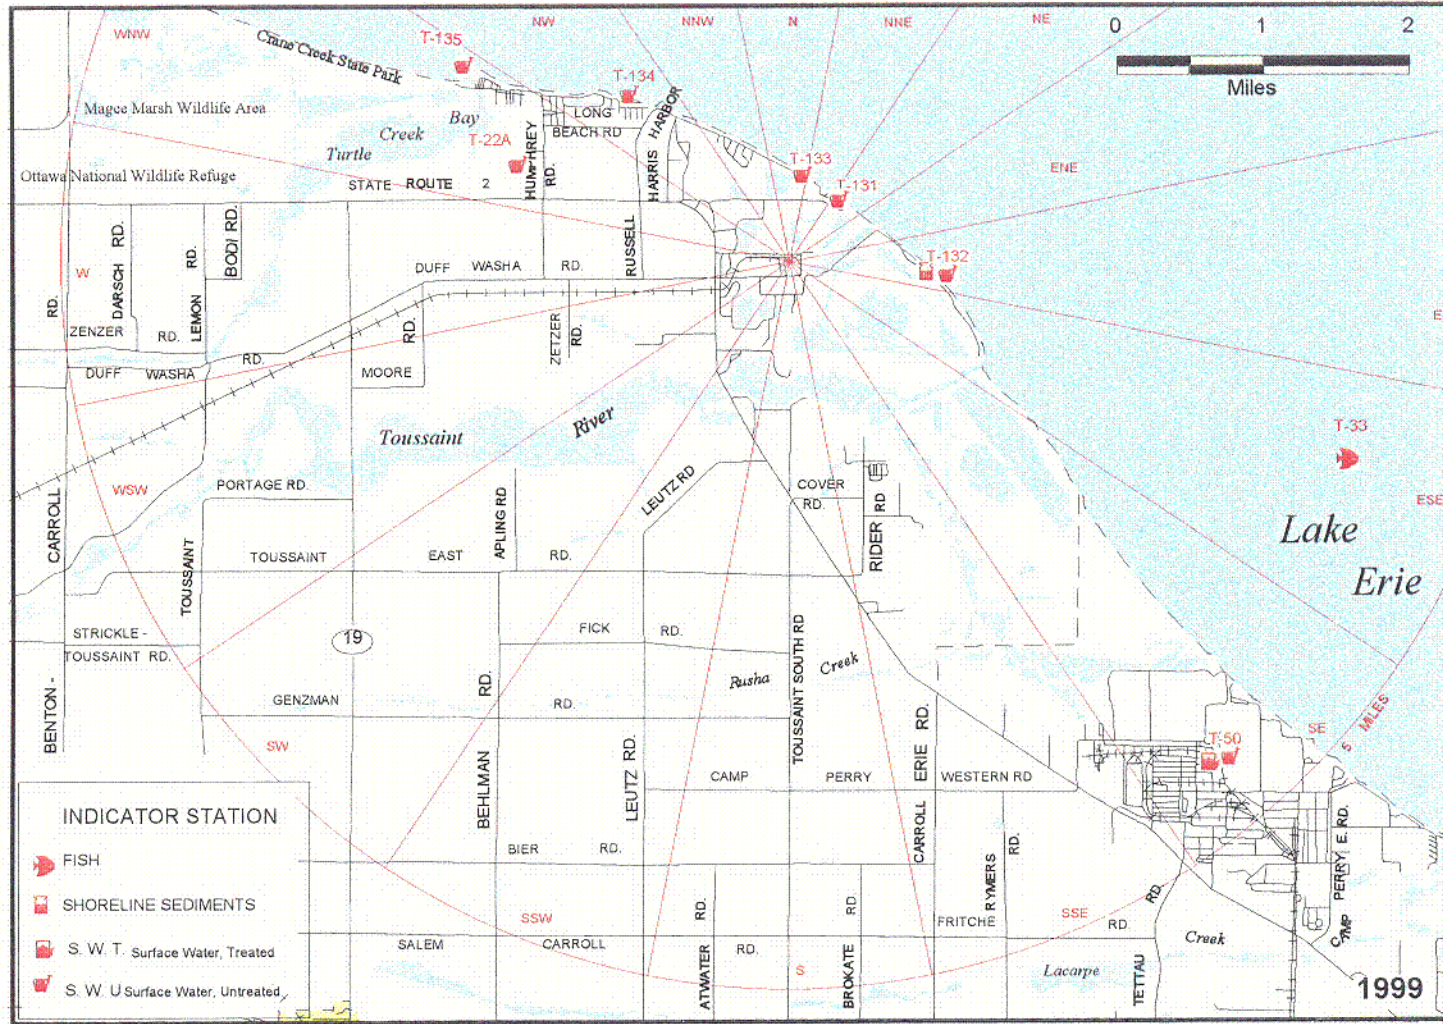 WNW
NW
NNW
N
NNE
NE
0 1 2
Miles
Crane Creek State Park
T-135
T-134
Magee Marsh Wildlife Area
Turtle Creek Bay
T-22A
LONG
BEACH RD
HUMPHREY
RD.
HARRIS HARBOR
T-133
T-131
ENE
Ottawa National Wildlife Refuge
STATE ROUTE 2
RUSSELL
W
RD.
DARSCH RD.
LEMON RD.
BODI RD.
DUFF WASHA RD.
T-132
E
ZENZER RD.
DUFF WASHA RD.
MOORE
RD.
ZETZER
RD.
Toussaint River
T-33
WSW
PORTAGE RD.
LEUTZ RD
COVER
RD.
RIDER RD
ESE
Lake
Erie
CARROLL
TOUSSAINT
TOUSSAINT EAST RD.
APLING RD
STRICKLE -
TOUSSAINT RD.
19
FICK RD.
Rusha Creek
TOUSSAINT SOUTH RD
BENTON -
GENZMAN RD.
SW
BEHLMAN RD.
LEUTZ RD.
CAMP PERRY WESTERN RD
CARROLL ERIE RD.
T-50
SE
5 MILES
INDICATOR STATION
FISH
SHORELINE SEDIMENTS
S. W. T. Surface Water, Treated
S. W. U Surface Water, Untreated
BIER RD.
SSW
SALEM CARROLL RD.
ATWATER RD.
S
BROKATE RD.
FRITCHE RD.
RYMERS RD.
SSE
TETTAU RD.
Creek
Lacarpe
CAMP PERRY E. RD.
1999